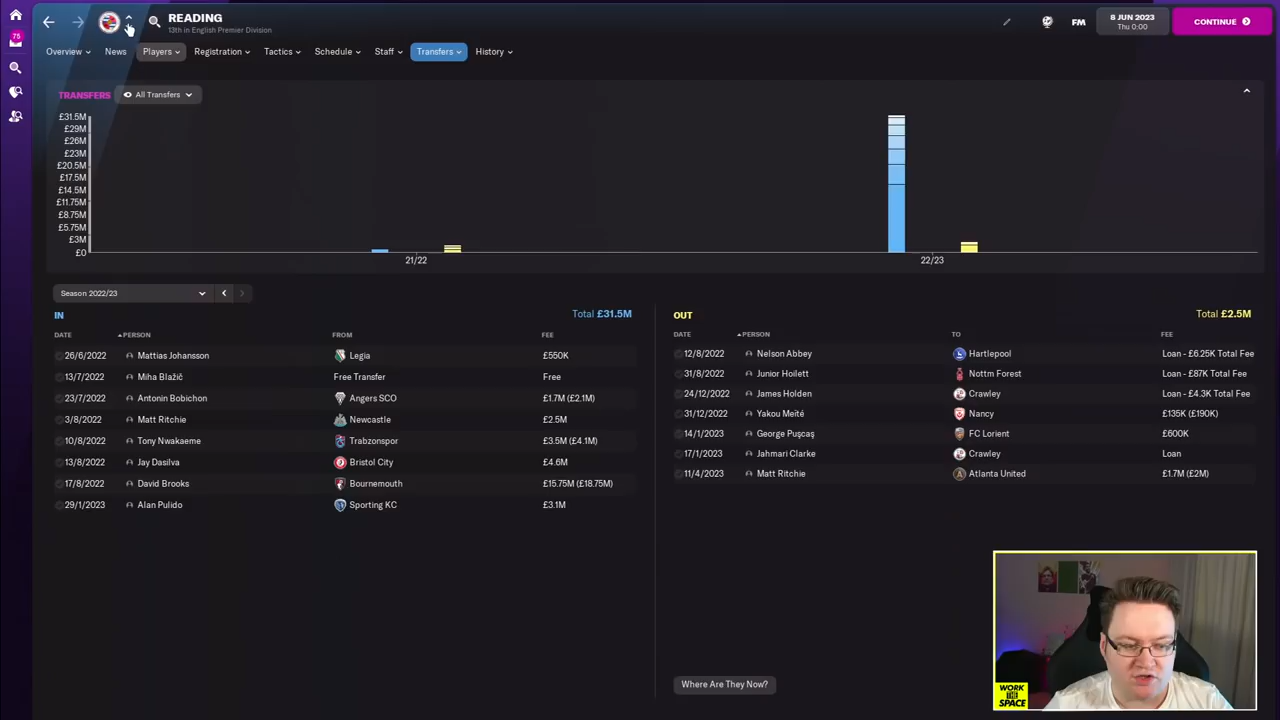 READING
13th in English Premier Division
FM
8 JUN 2023
Thu 0:00
CONTINUE
75
Overview
News
Players
Registration
Tactics
Schedule
Staff
Transfers
History
TRANSFERS
All Transfers
£31.5M
£29M
£26M
£23M
£20.5M
£17.5M
£14.5M
£11.75M
£8.75M
£5.75M
£3M
£0
21/22
22/23
Season 2022/23
IN
Total £31.5M
DATE PERSON FROM FEE
26/6/2022 Mattias Johansson Legia £550K
13/7/2022 Miha Blažič Free Transfer Free
23/7/2022 Antonin Bobichon Angers SCO £1.7M (£2.1M)
3/8/2022 Matt Ritchie Newcastle £2.5M
10/8/2022 Tony Nwakaeme Trabzonspor £3.5M (£4.1M)
13/8/2022 Jay Dasilva Bristol City £4.6M
17/8/2022 David Brooks Bournemouth £15.75M (£18.75M)
29/1/2023 Alan Pulido Sporting KC £3.1M
OUT
Total £2.5M
DATE PERSON TO FEE
12/8/2022 Nelson Abbey Hartlepool Loan - £6.25K Total Fee
31/8/2022 Junior Hoilett Nottm Forest Loan - £87K Total Fee
24/12/2022 James Holden Crawley Loan - £4.3K Total Fee
31/12/2022 Yakou Meïté Nancy £135K (£190K)
14/1/2023 George Pușcaș FC Lorient £600K
17/1/2023 Jahmari Clarke Crawley Loan
11/4/2023 Matt Ritchie Atlanta United £1.7M (£2M)
Where Are They Now?
WORK
THE
SPACE